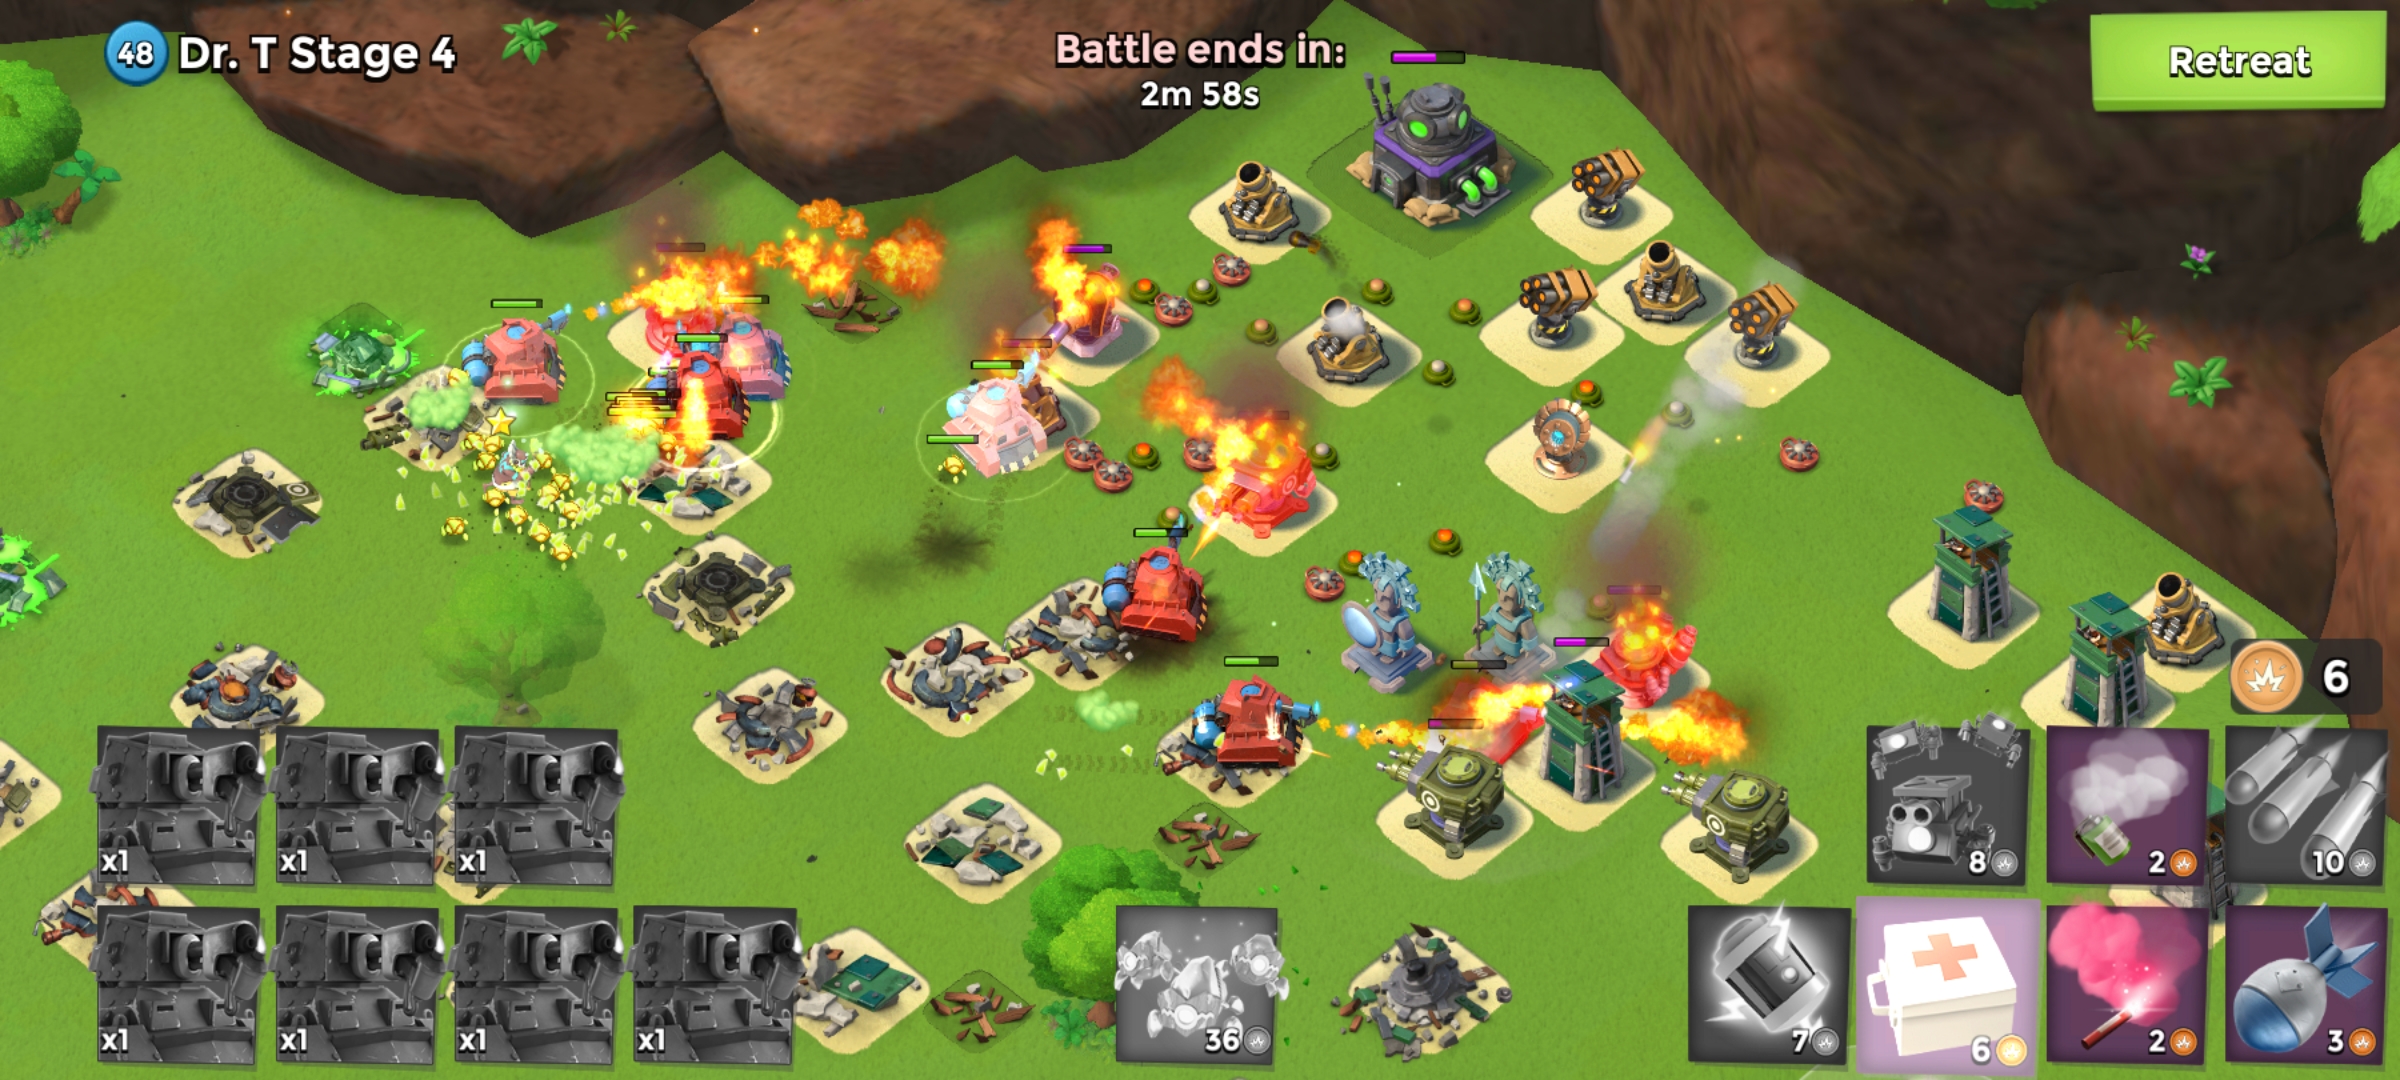 48 Dr. T Stage 4
Battle ends in:
2m 58s
Retreat
6
x1 x1 x1
8 2 10
x1 x1 x1 x1
36 7 6 2 3